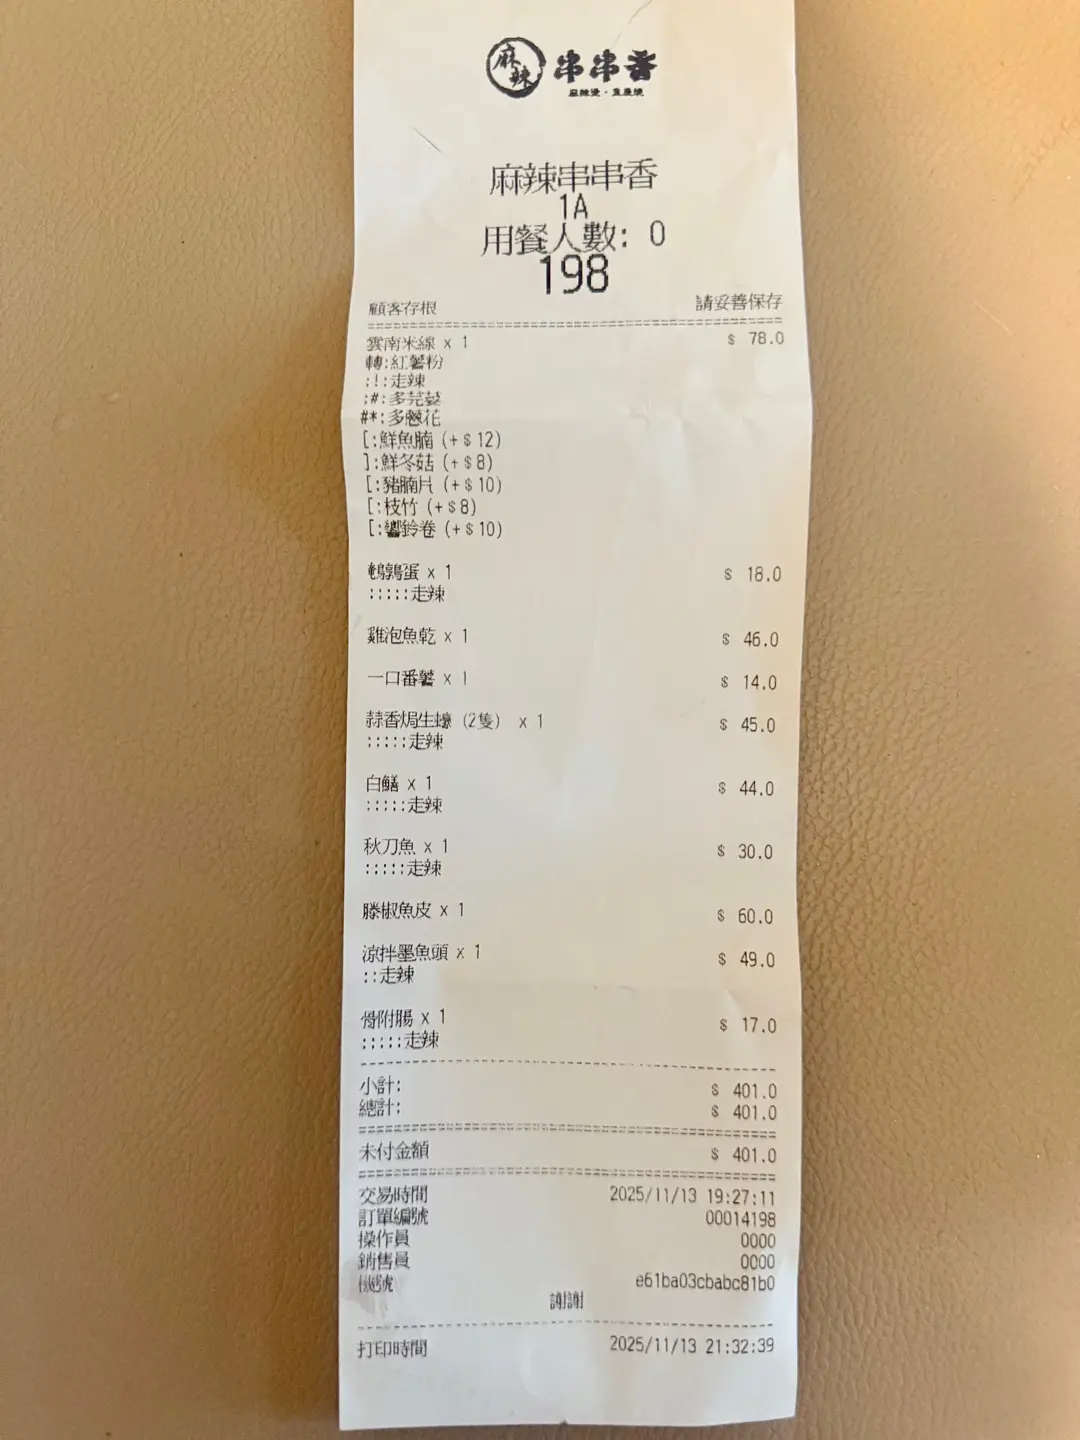 麻辣 串串香
麻辣燙・魚蛋燒
麻辣串串香
1A
用餐人數: 0
198
顧客存根 請妥善保存
雲南米線 x 1 $ 78.0
轉:紅薯粉
:!:走辣
:#:多芫荽
#*:多蔥花
[:鮮魚腩 (+$12)
]:鮮冬菇 (+$8)
[:豬腩片 (+$10)
[:枝竹 (+$8)
[:響鈴卷 (+$10)
鵪鶉蛋 x 1 $ 18.0
:::::走辣
雞泡魚乾 x 1 $ 46.0
一口番薯 x 1 $ 14.0
蒜香焗生蠔 (2隻) x 1 $ 45.0
:::::走辣
白鱔 x 1 $ 44.0
:::::走辣
秋刀魚 x 1 $ 30.0
:::::走辣
滕椒魚皮 x 1 $ 60.0
涼拌墨魚頭 x 1 $ 49.0
::走辣
骨附腸 x 1 $ 17.0
:::::走辣
小計: $ 401.0
總計: $ 401.0
未付金額 $ 401.0
交易時間 2025/11/13 19:27:11
訂單編號 00014198
操作員 0000
銷售員 0000
機號 e61ba03cbabc81b0
謝謝
打印時間 2025/11/13 21:32:39